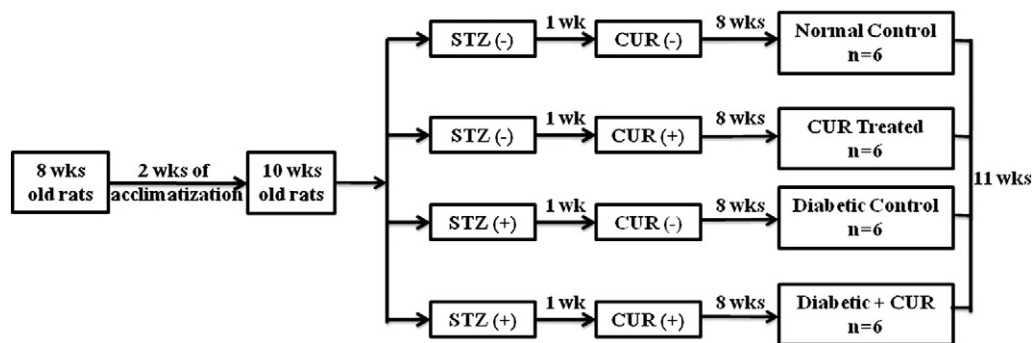 8 wks
old rats
2 wks of
acclimatization
10 wks
old rats
STZ (-)
1 wk
CUR (-)
8 wks
Normal Control
n=6
STZ (-)
1 wk
CUR (+)
8 wks
CUR Treated
n=6
STZ (+)
1 wk
CUR (-)
8 wks
Diabetic Control
n=6
STZ (+)
1 wk
CUR (+)
8 wks
Diabetic + CUR
n=6
11 wks